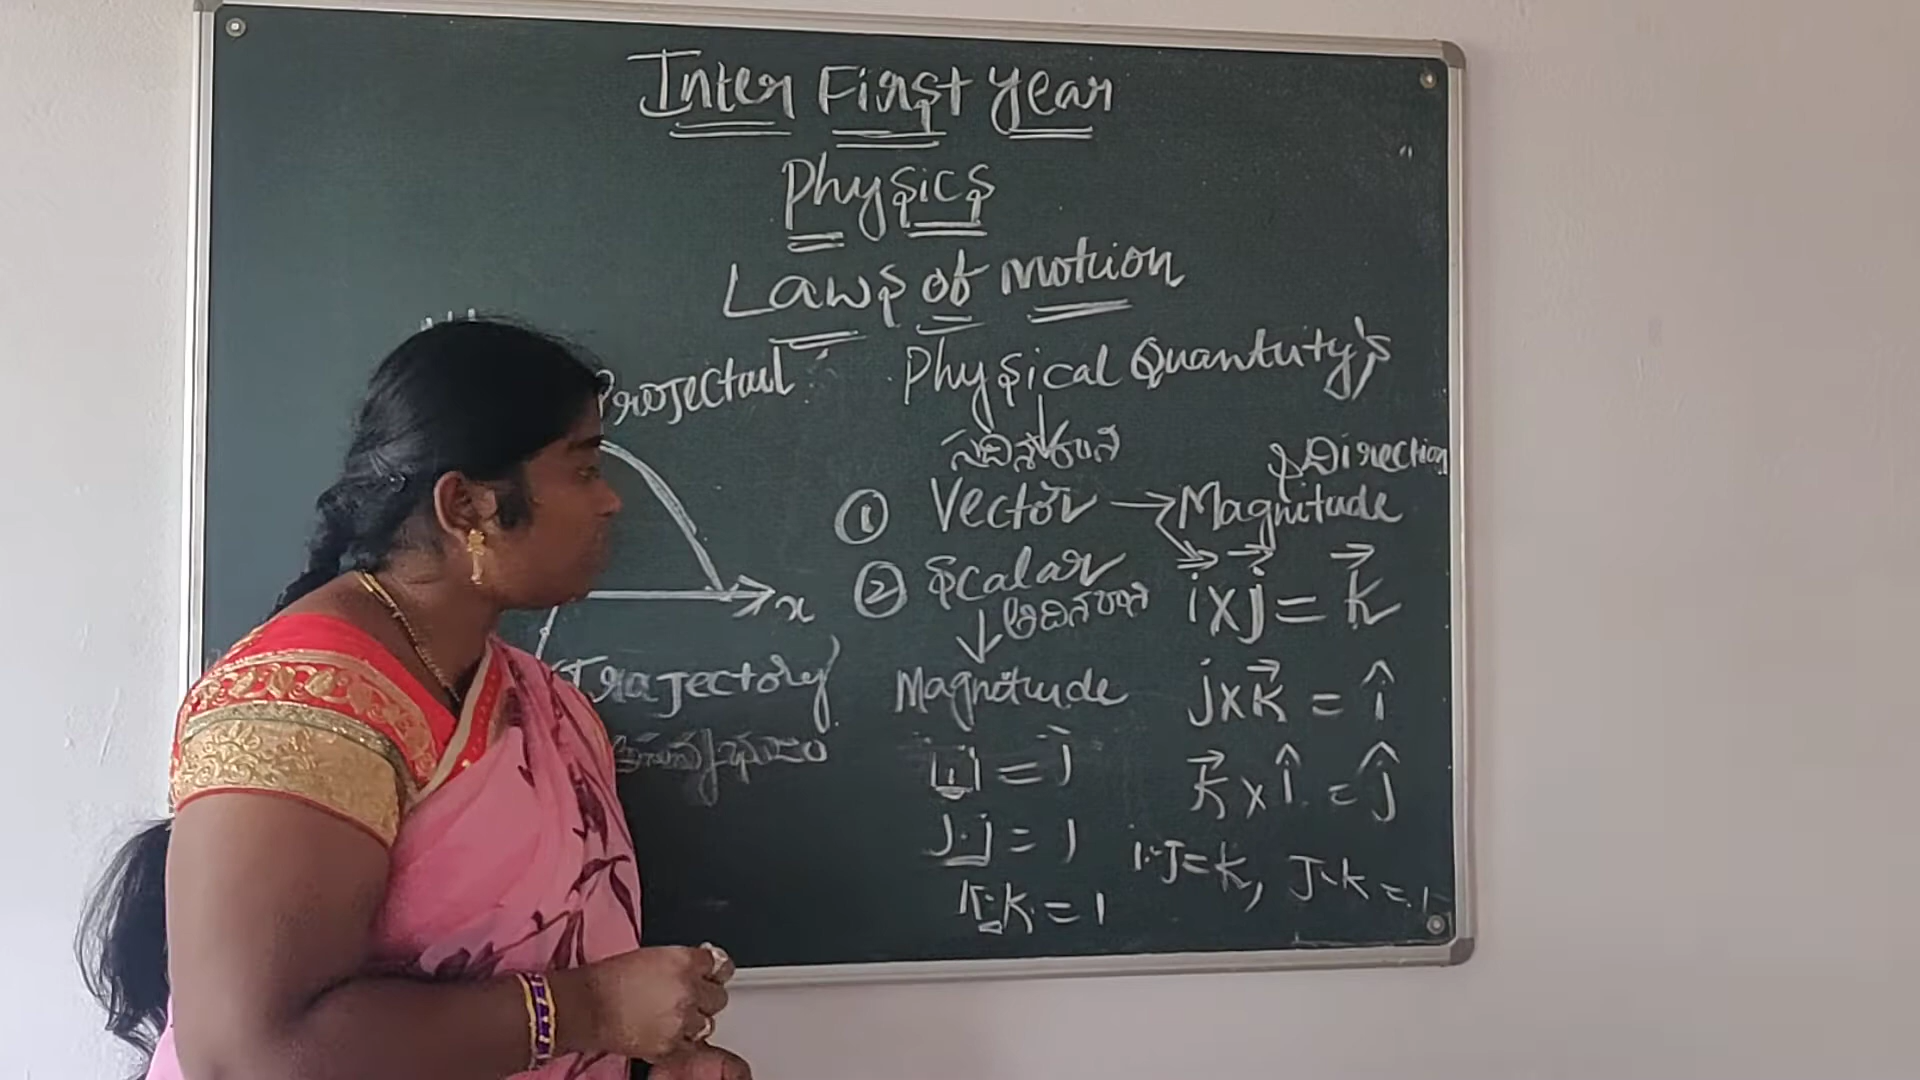 Inter First Year
Physics
Laws of Motion
Projectail
x
Trajectory
Physical Quantity's
సదిశరాశి
① Vector → Magnitude
& Direction
② Scalar
అదిశరాశి
Magnitude
i.i = 1
j.j = 1
k.k = 1
i×j = k
j×k = î
k×î = ĵ
i.j=k, j.k=1